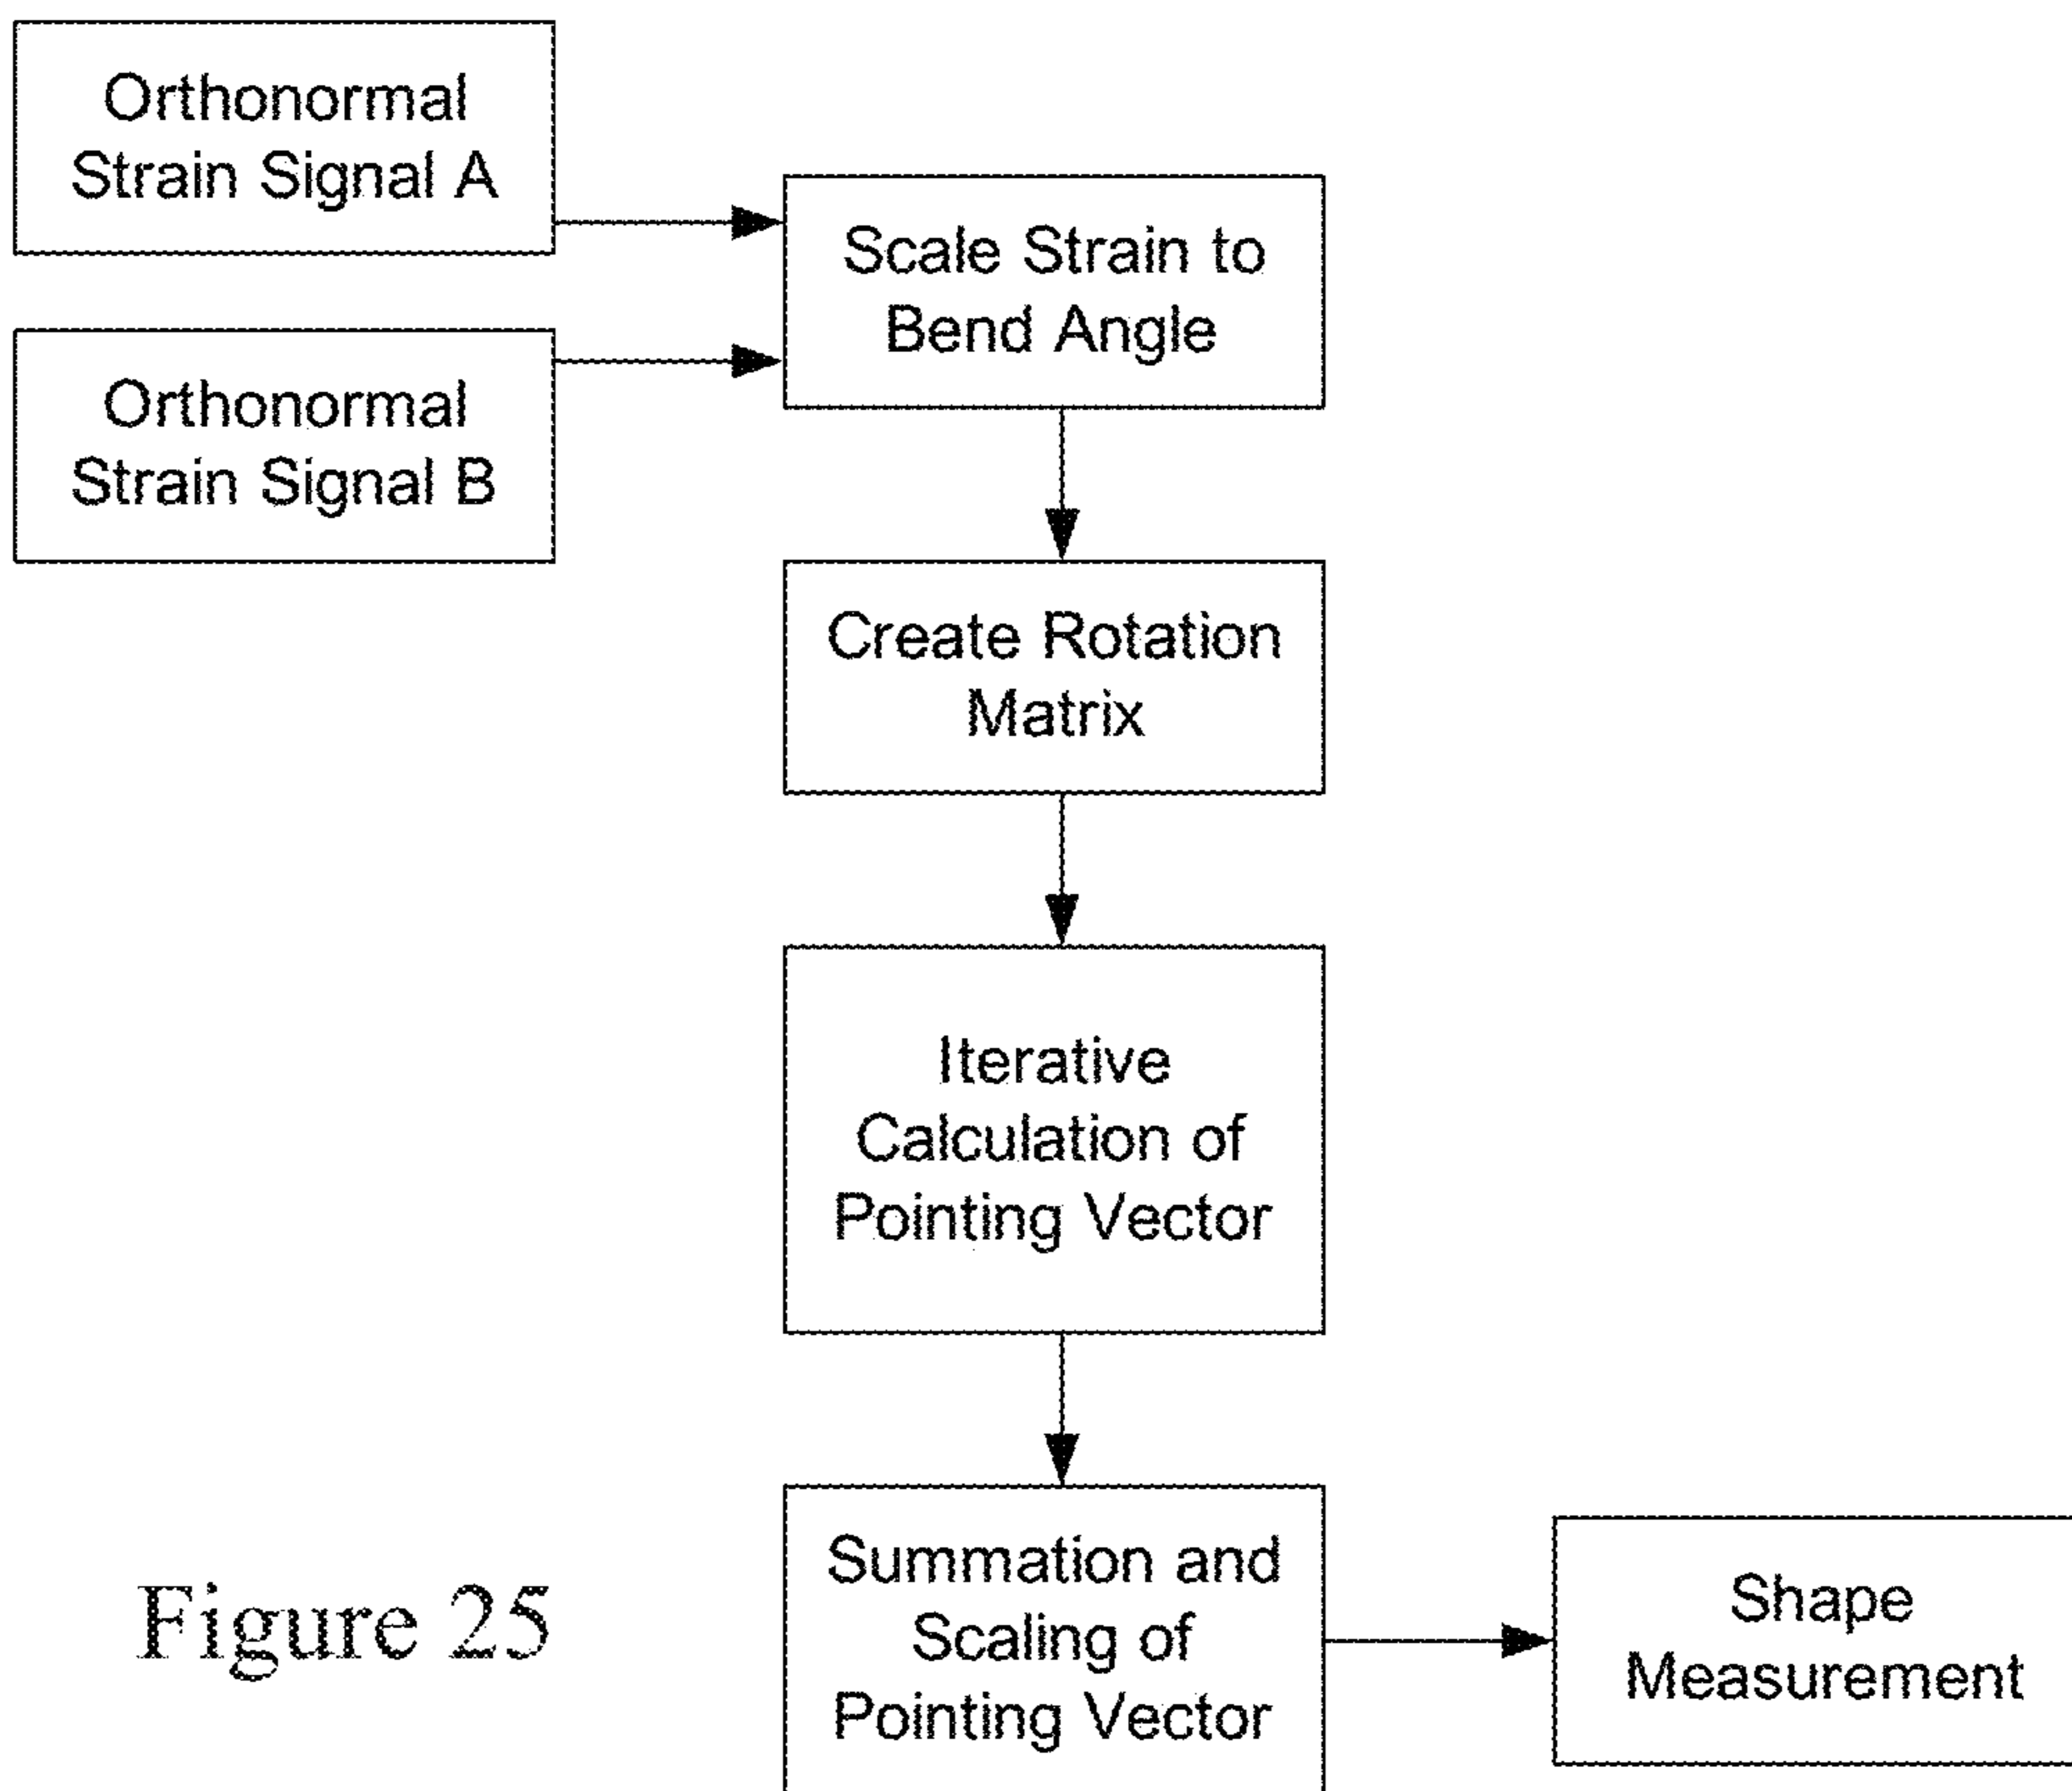 Orthonormal
Strain Signal A
Orthonormal
Strain Signal B
Scale Strain to
Bend Angle
Create Rotation
Matrix
Iterative
Calculation of
Pointing Vector
Summation and
Scaling of
Pointing Vector
Shape
Measurement
Figure 25